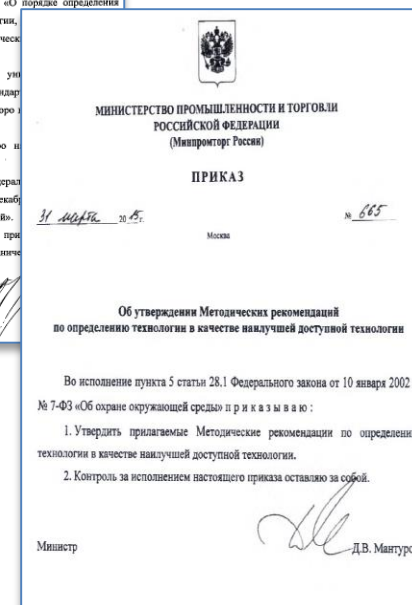 «О порядке определения
МИНИСТЕРСТВО ПРОМЫШЛЕННОСТИ И ТОРГОВЛИ
РОССИЙСКОЙ ФЕДЕРАЦИИ
(Минпромторг России)
ПРИКАЗ
31 марта 20 15 г.
№ 665
Москва
Об утверждении Методических рекомендаций
по определению технологии в качестве наилучшей доступной технологии
Во исполнение пункта 5 статьи 28.1 Федерального закона от 10 января 2002
№ 7-ФЗ «Об охране окружающей среды» п р и к а з ы в а ю :
1. Утвердить прилагаемые Методические рекомендации по определени
технологии в качестве наилучшей доступной технологии.
2. Контроль за исполнением настоящего приказа оставляю за собой.
Министр
Д.В. Мантуро